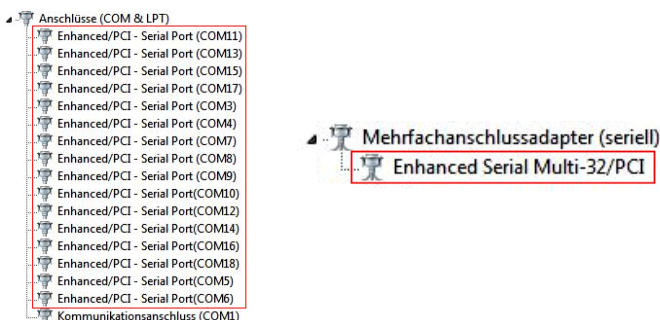 Anschlüsse (COM & LPT)
Enhanced/PCI - Serial Port (COM11)
Enhanced/PCI - Serial Port (COM13)
Enhanced/PCI - Serial Port (COM15)
Enhanced/PCI - Serial Port (COM17)
Enhanced/PCI - Serial Port (COM3)
Enhanced/PCI - Serial Port (COM4)
Enhanced/PCI - Serial Port (COM7)
Enhanced/PCI - Serial Port (COM8)
Enhanced/PCI - Serial Port (COM9)
Enhanced/PCI - Serial Port(COM10)
Enhanced/PCI - Serial Port(COM12)
Enhanced/PCI - Serial Port(COM14)
Enhanced/PCI - Serial Port(COM16)
Enhanced/PCI - Serial Port(COM18)
Enhanced/PCI - Serial Port(COM5)
Enhanced/PCI - Serial Port(COM6)
Kommunikationsanschluss (COM1)
Mehrfachanschlussadapter (seriell)
Enhanced Serial Multi-32/PCI